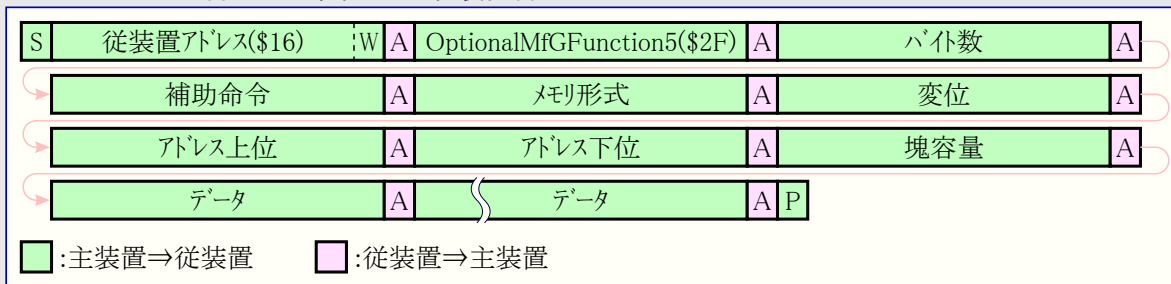 S 従装置アドレス($16) W A OptionalMfGFunction5($2F) A バイト数 A
補助命令 A メモリ形式 A 変位 A
アドレス上位 A アドレス下位 A 塊容量 A
データ A データ A P
:主装置⇒従装置 :従装置⇒主装置